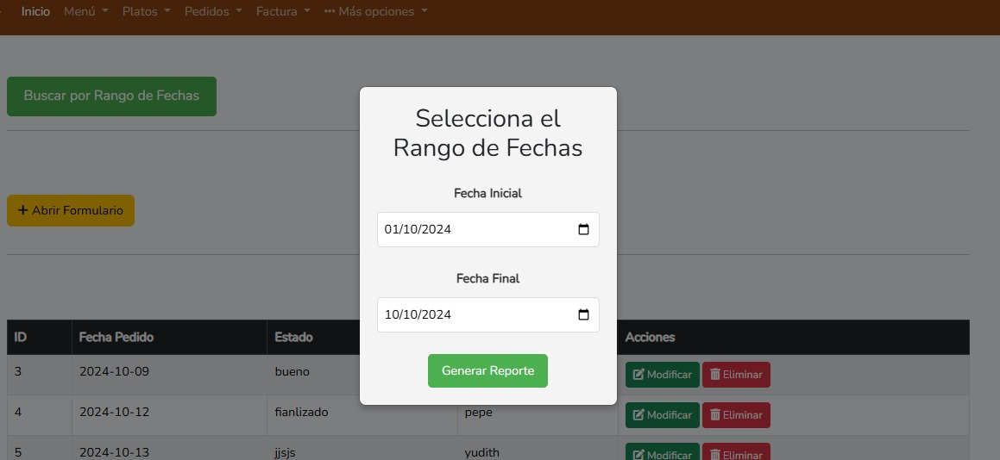 Inicio Menú Platos Pedidos Factura Más opciones
Buscar por Rango de Fechas
Selecciona el
Rango de Fechas
Fecha Inicial
01/10/2024
Fecha Final
10/10/2024
Generar Reporte
Abrir Formulario
ID Fecha Pedido Estado Acciones
3 2024-10-09 bueno Modificar Eliminar
4 2024-10-12 fianlizado pepe Modificar Eliminar
5 2024-10-13 jjsjs yudith Modificar Eliminar